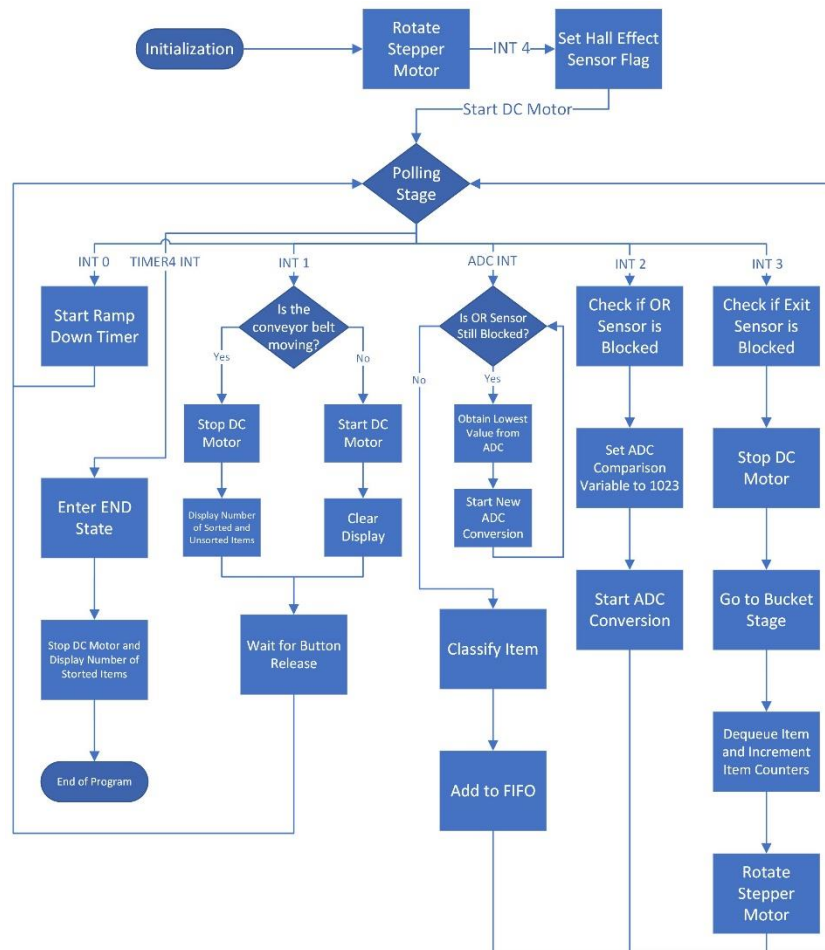 Initialization
Rotate
Stepper
Motor
INT 4
Set Hall Effect
Sensor Flag
Start DC Motor
Polling
Stage
INT 0
TIMER4 INT
INT 1
ADC INT
INT 2
INT 3
Start Ramp
Down Timer
Is the
conveyor belt
moving?
Is OR Sensor
Still Blocked?
Check if OR
Sensor is
Blocked
Check if Exit
Sensor is
Blocked
Yes
No
No
Yes
Stop DC
Motor
Start DC
Motor
Obtain Lowest
Value from
ADC
Set ADC
Comparison
Variable to 1023
Stop DC
Motor
Enter END
State
Display Number
of Sorted and
Unsorted Items
Clear
Display
Start New
ADC
Conversion
Stop DC Motor and
Display Number of
Storted Items
Wait for Button
Release
Classify Item
Start ADC
Conversion
Go to Bucket
Stage
End of Program
Add to FIFO
Dequeue Item
and Increment
Item Counters
Rotate
Stepper
Motor